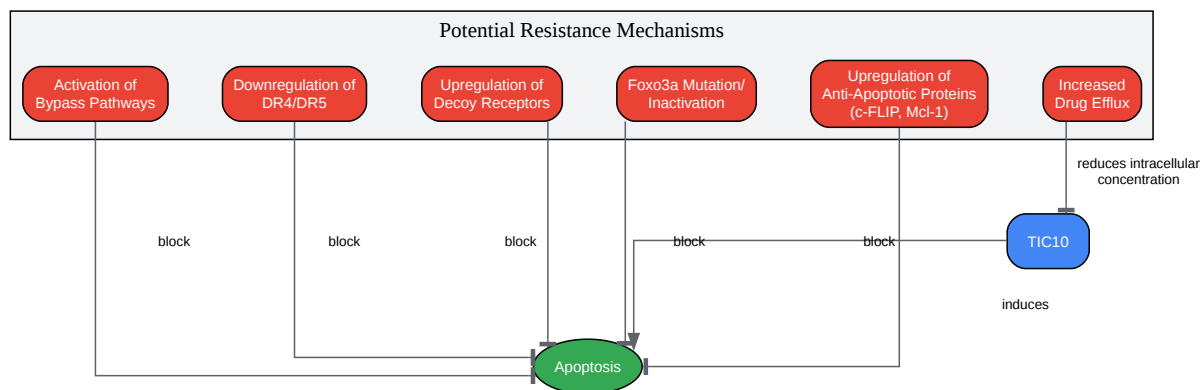 Potential Resistance Mechanisms
Activation of
Bypass Pathways
Downregulation of
DR4/DR5
Upregulation of
Decoy Receptors
Foxo3a Mutation/
Inactivation
Upregulation of
Anti-Apoptotic Proteins
(c-FLIP, Mcl-1)
Increased
Drug Efflux
reduces intracellular
concentration
block
block
block
block
block
TIC10
induces
Apoptosis